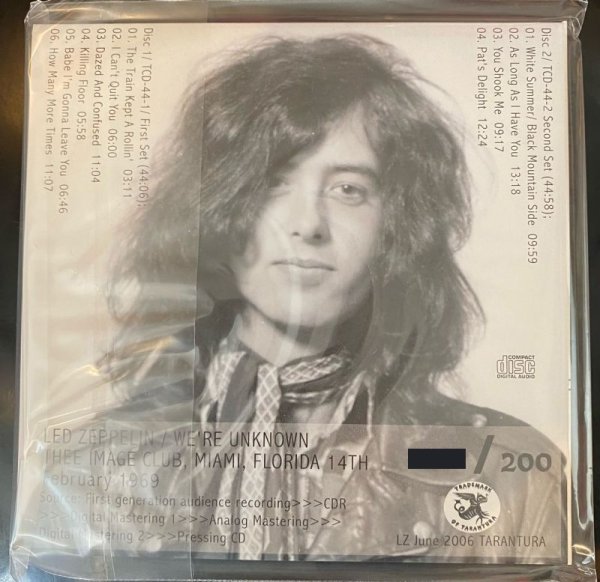 Disc 1/ TCD-44-1/ First Set (44:06):
01. The Train Kept A Rollin' 03:11
02. I Can't Quit You 06:00
03. Dazed And Confused 11:04
04. Killing Floor 05:58
05. Babe I'm Gonna Leave You 06:46
06. How Many More Times 11:07
Disc 2/ TCD-44-2 Second Set (44:58):
01. White Summer/ Black Mountain Side 09:59
02. As Long As I Have You 13:18
03. You Shook Me 09:17
04. Pat's Delight 12:24
COMPACT
disc
DIGITAL AUDIO
LED ZEPPELIN / WE'RE UNKNOWN
THEE IMAGE CLUB, MIAMI, FLORIDA 14TH
February 1969
/ 200
Source: First generation audience recording>>>CDR
>>>Digital Mastering 1>>>Analog Mastering>>>
Digital Mastering 2>>>Pressing CD
TRADEMARK
OF TARANTURA
LZ June 2006 TARANTURA